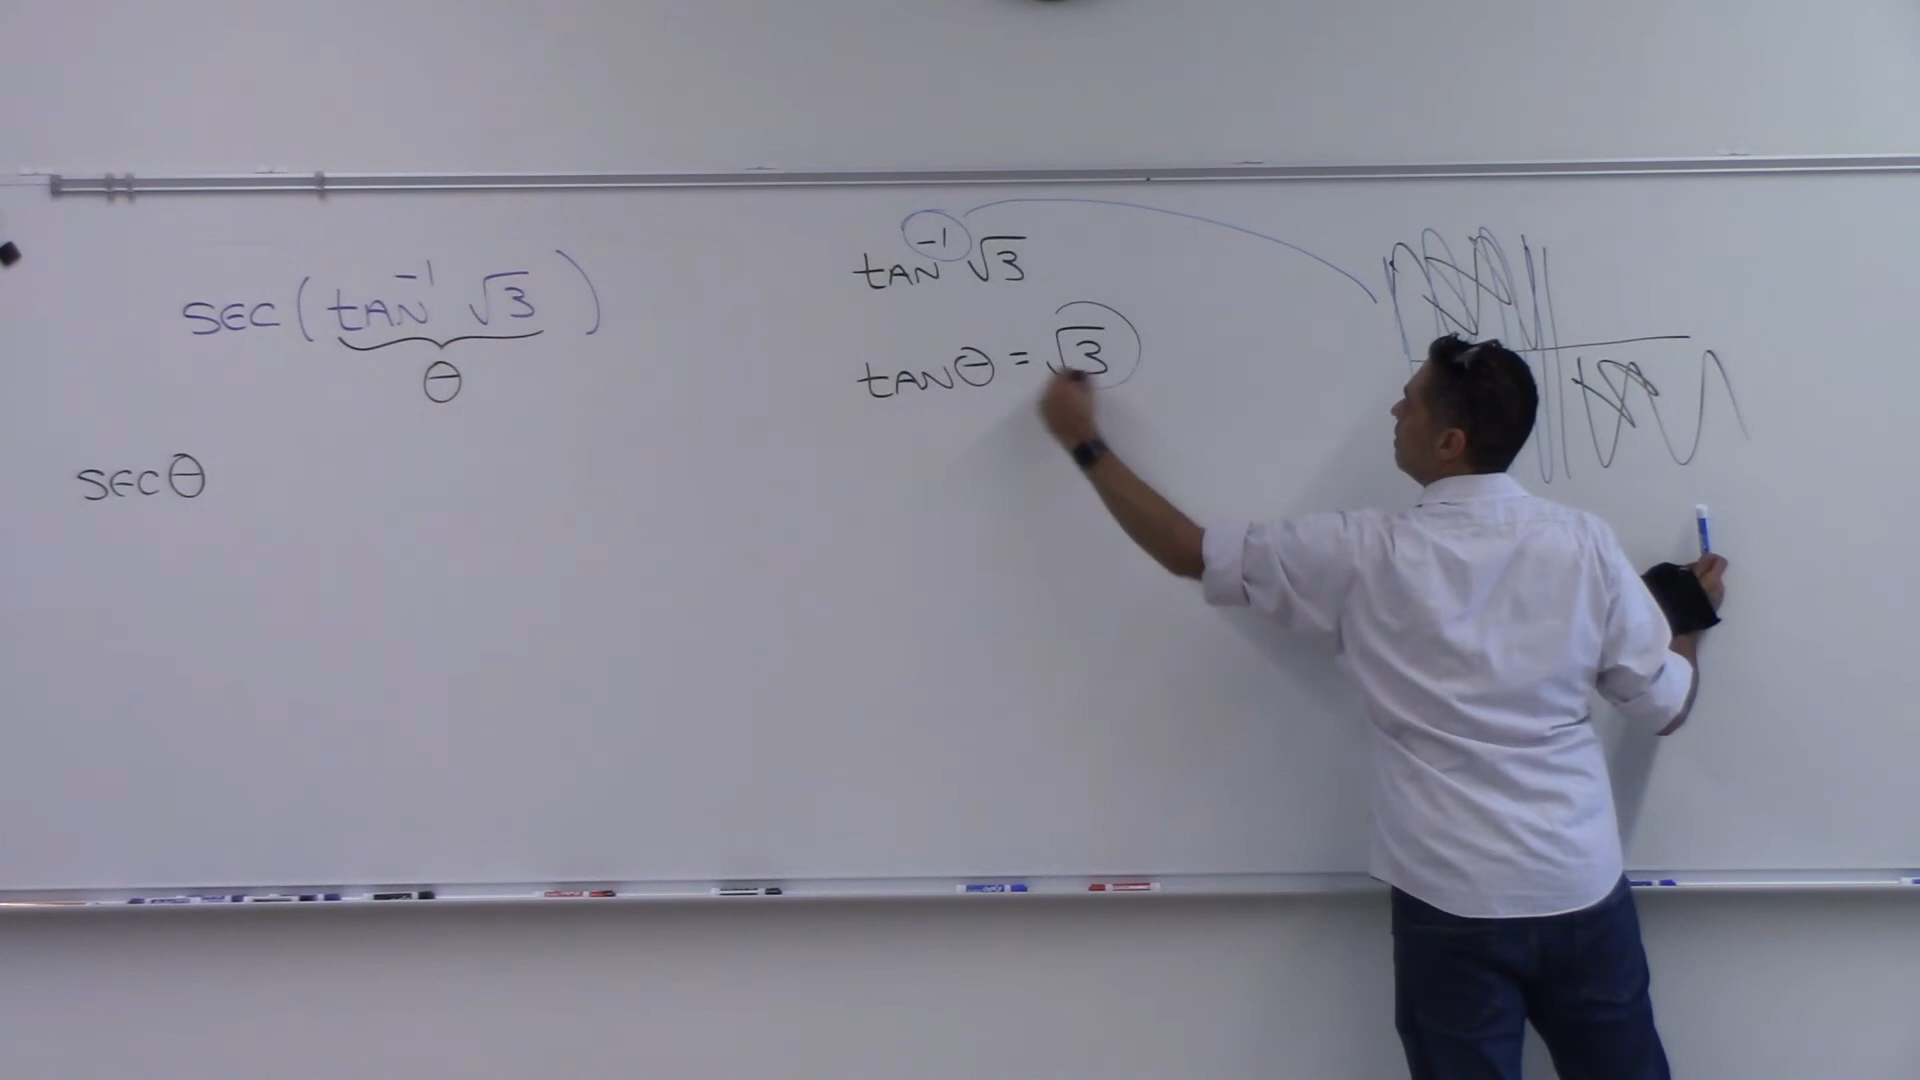 SEC(tAN⁻¹ √3)
θ
SEC θ
tAN⁻¹ √3
tAN θ = √3